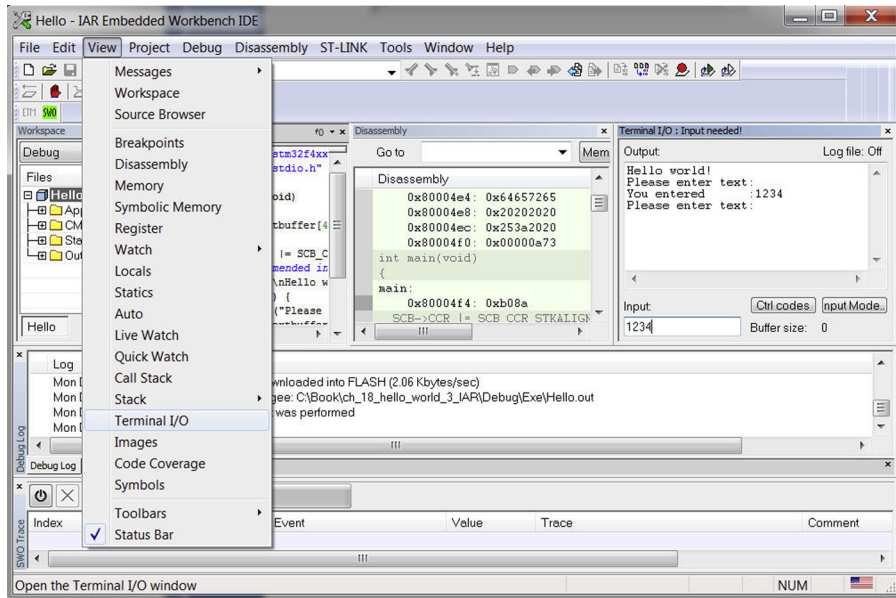 Hello - IAR Embedded Workbench IDE
File Edit View Project Debug Disassembly ST-LINK Tools Window Help
ETM SWO
Messages
Workspace
Source Browser
Breakpoints
Disassembly
Memory
Symbolic Memory
Register
Watch
Locals
Statics
Auto
Live Watch
Quick Watch
Call Stack
Stack
Terminal I/O
Images
Code Coverage
Symbols
Toolbars
Status Bar
Workspace
Debug
Files
Hello
Hello
f0
stm32f4xx
stdio.h"
oid)
tbuffer[4
|= SCB_C
mended in
\nHello w
) {
("Please
Disassembly
Go to
Mem
Disassembly
0x80004e4: 0x64657265
0x80004e8: 0x20202020
0x80004ec: 0x253a2020
0x80004f0: 0x00000a73
int main(void)
{
main:
0x80004f4: 0xb08a
SCB->CCR |= SCB_CCR_STKALIGN
Terminal I/O : Input needed!
Output: Log file: Off
Hello world!
Please enter text:
You entered :1234
Please enter text:
Input: Ctrl codes nput Mode..
1234 Buffer size: 0
Log
Mon D wnloaded into FLASH (2.06 Kbytes/sec)
Mon D gee: C:\Book\ch_18_hello_world_3_IAR\Debug\Exe\Hello.out
Mon D was performed
Mon D
Debug Log
Debug Log
SWO Trace
Index Event Value Trace Comment
Open the Terminal I/O window NUM